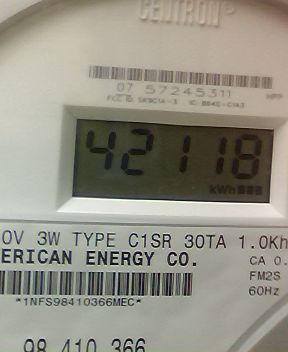 CENTRON®
07 57245311
42118
kWh
0V 3W TYPE C1SR 30TA 1.0Kh
ERICAN ENERGY CO.
CA 0.
FM2S
*1NFS98410366MEC*
60Hz
98 410 366